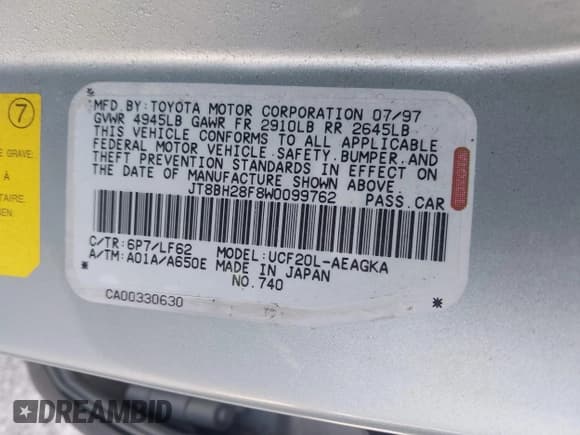 7
E GRAVE:
TAIRE.
EN
MFD.BY:TOYOTA MOTOR CORPORATION 07/97
GVWR 4945LB GAWR FR 2910LB RR 2645LB
THIS VEHICLE CONFORMS TO ALL APPLICABLE
FEDERAL MOTOR VEHICLE SAFETY,BUMPER,AND
THEFT PREVENTION STANDARDS IN EFFECT ON
THE DATE OF MANUFACTURE SHOWN ABOVE.
JT8BH28F8W0099762 PASS.CAR
C/TR:6P7/LF62 MODEL:UCF20L-AEAGKA
A/TM:A01A/A650E MADE IN JAPAN
NO.740
CA00330630
DREAMBID